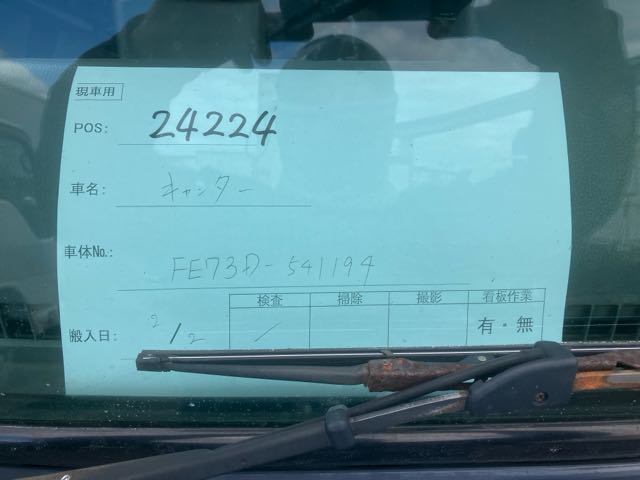 現車用
POS: 24224
車名: キャンター
車体No.: FE73D-541194
検査 掃除 撮影 看板作業
搬入日: 2/2 / 有・無